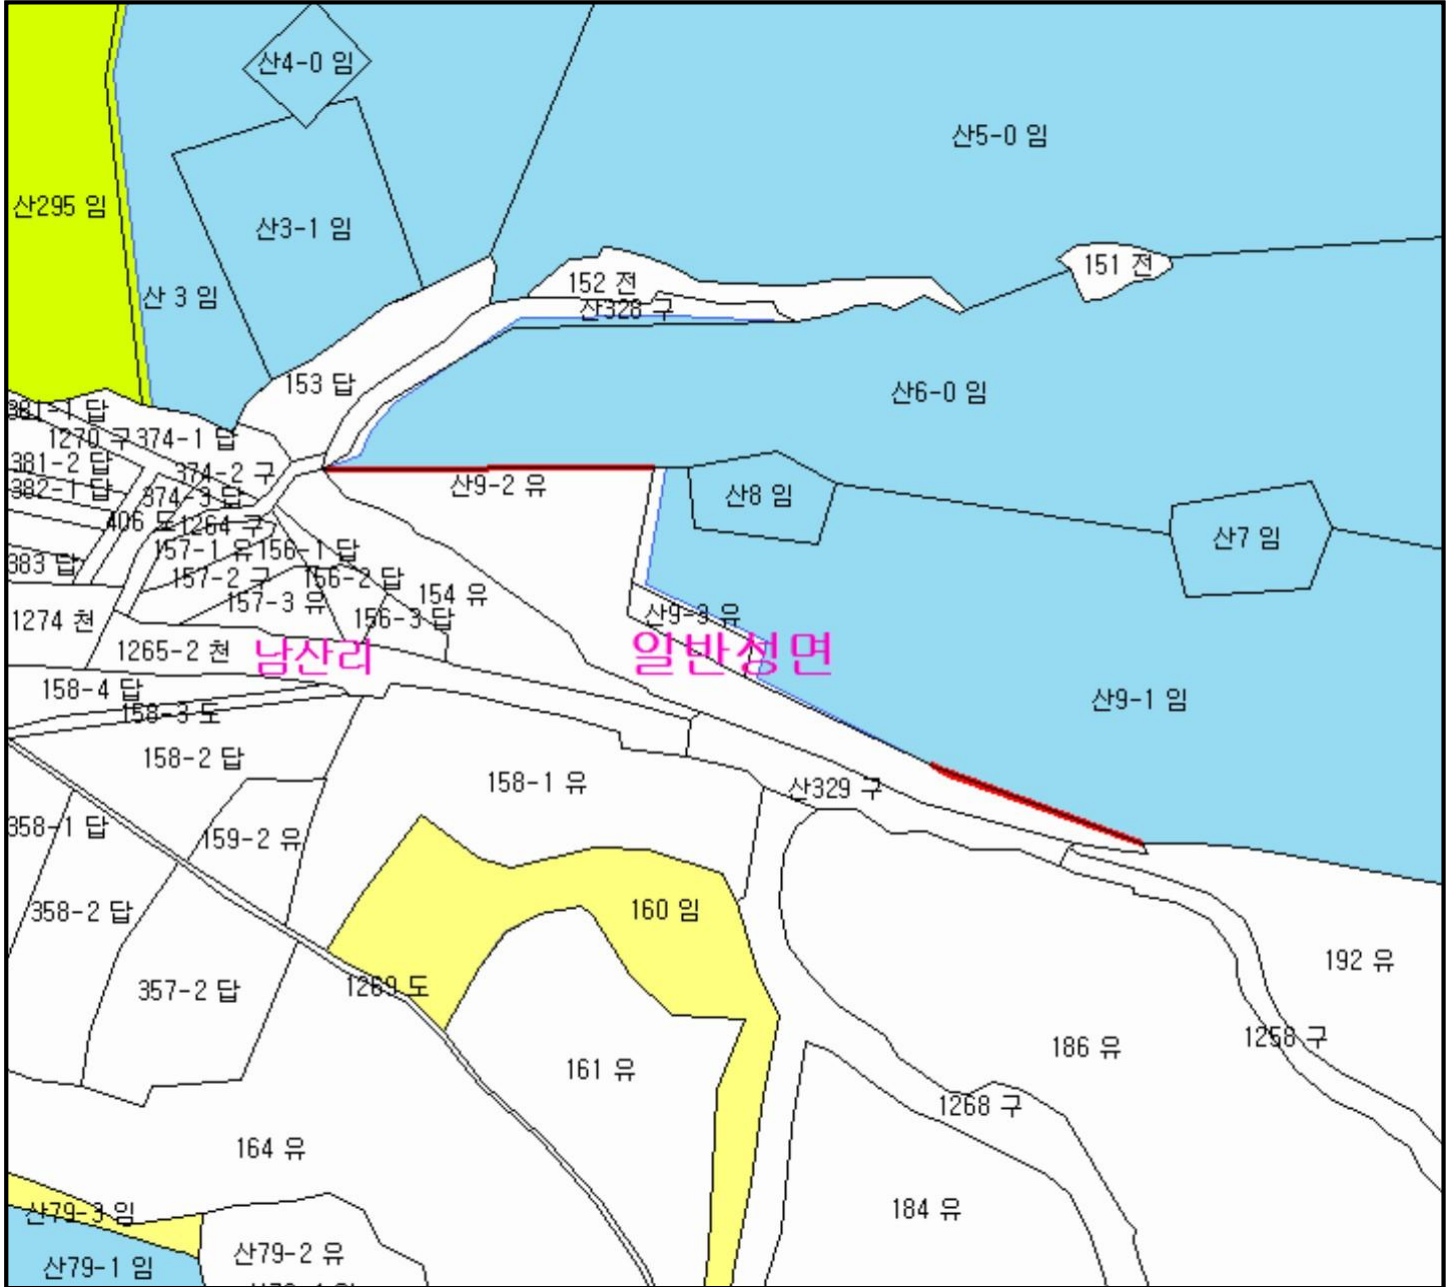 산4-0 임
산5-0 임
산295 임
산3-1 임
151 전
152 전
산 3 임
산328 구
153 답
산6-0 임
381-1 답
1270 구
374-1 답
381-2 답
374-2 구
산9-2 유
382-1 답
374-3 답
산8 임
406 도
1264 구
산7 임
157-1 유
156-1 답
383 답
157-2 구
156-2 답
154 유
157-3 유
156-3 답
산9-3 유
1274 천
1265-2 천
남산리
일반성면
158-4 답
산9-1 임
158-3 도
158-2 답
158-1 유
산329 구
358-1 답
159-2 유
358-2 답
160 임
192 유
357-2 답
1269 도
1258 구
186 유
161 유
1268 구
164 유
184 유
산79-3 임
산79-2 유
산79-1 임